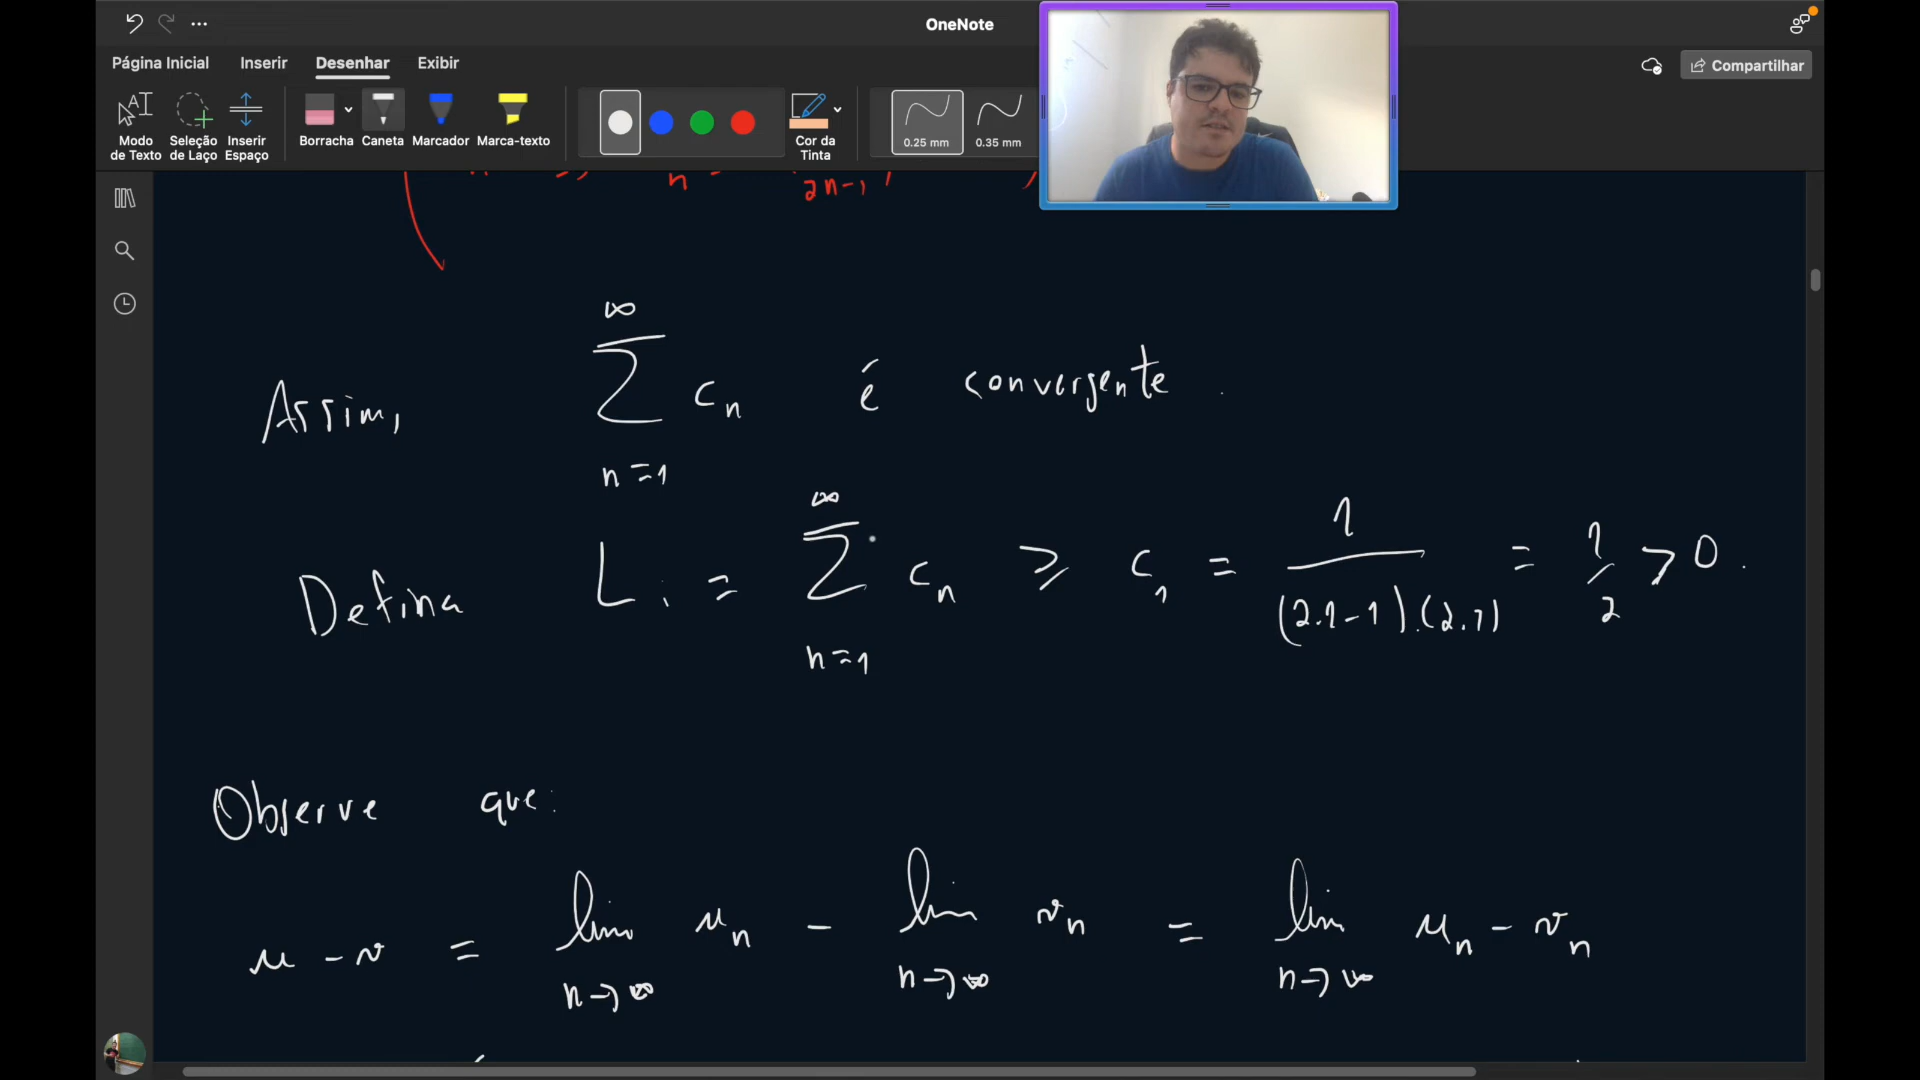 OneNote
Página Inicial Inserir Desenhar Exibir
Compartilhar
Modo de Texto
Seleção de Laço
Inserir Espaço
Borracha
Caneta
Marcador
Marca-texto
Cor da Tinta
0.25 mm
0.35 mm
n 2n-1,
Assim, ∑_{n=1}^{∞} c_n é convergente.
Defina L := ∑_{n=1}^{∞} c_n ≥ c_1 = 1/((2.1-1).(2.1)) = 1/2 > 0.
Observe que:
u - v = lim_{n→∞} u_n - lim_{n→∞} v_n = lim_{n→∞} u_n - v_n